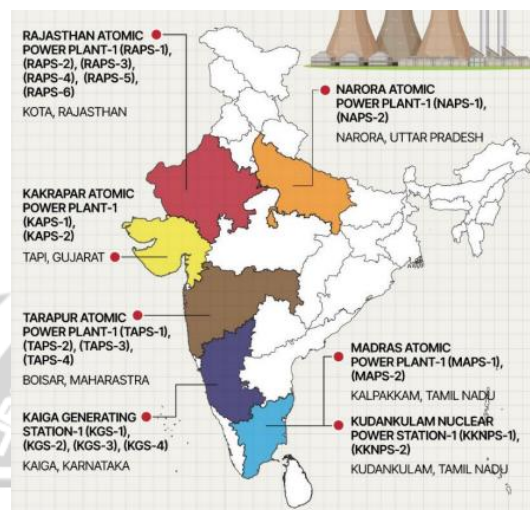 RAJASTHAN ATOMIC
POWER PLANT-1 (RAPS-1),
(RAPS-2), (RAPS-3),
(RAPS-4), (RAPS-5),
(RAPS-6)
KOTA, RAJASTHAN
NARORA ATOMIC
POWER PLANT-1 (NAPS-1),
(NAPS-2)
NARORA, UTTAR PRADESH
KAKRAPAR ATOMIC
POWER PLANT-1
(KAPS-1),
(KAPS-2)
TAPI, GUJARAT
TARAPUR ATOMIC
POWER PLANT-1 (TAPS-1),
(TAPS-2), (TAPS-3),
(TAPS-4)
BOISAR, MAHARASTRA
MADRAS ATOMIC
POWER PLANT-1 (MAPS-1),
(MAPS-2)
KALPAKKAM, TAMIL NADU
KAIGA GENERATING
STATION-1 (KGS-1),
(KGS-2), (KGS-3), (KGS-4)
KAIGA, KARNATAKA
KUDANKULAM NUCLEAR
POWER STATION-1 (KKNPS-1),
(KKNPS-2)
KUDANKULAM, TAMIL NADU